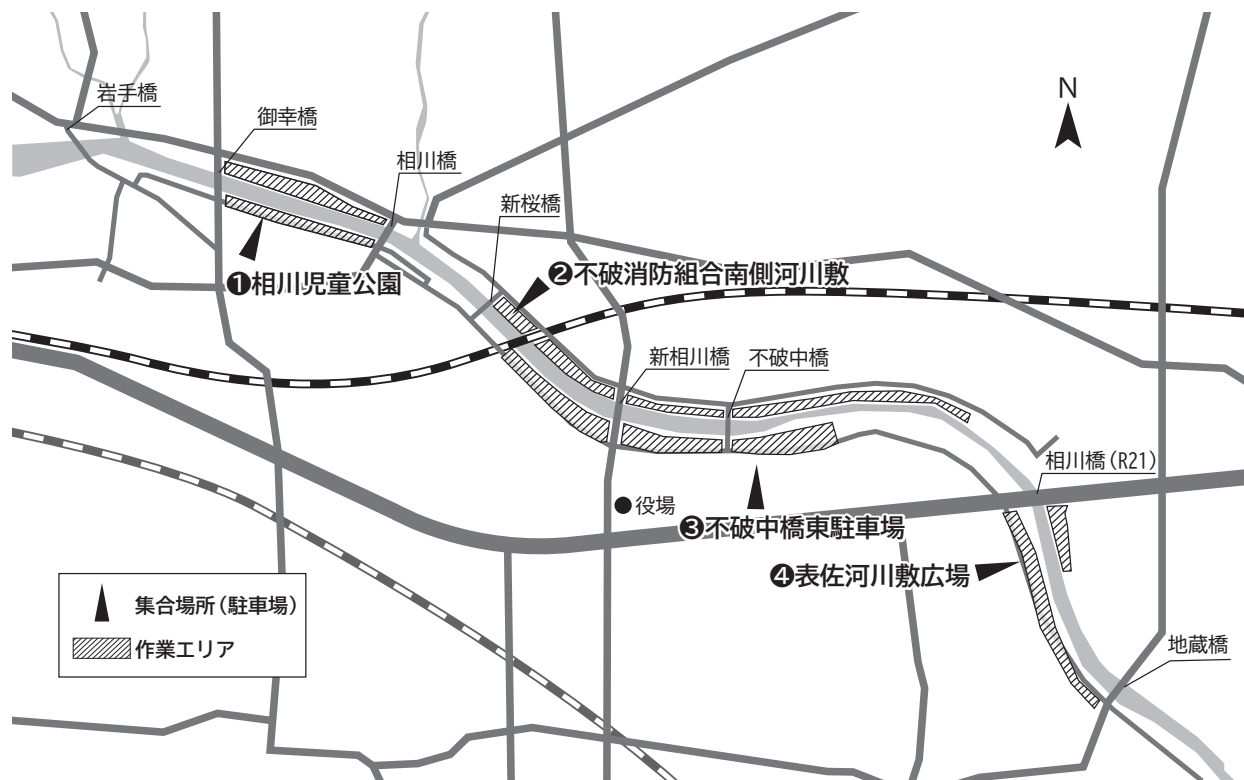 N
岩手橋
御幸橋
相川橋
新桜橋
❶相川児童公園
❷不破消防組合南側河川敷
新相川橋
不破中橋
相川橋(R21)
●役場
❸不破中橋東駐車場
❹表佐河川敷広場
集合場所(駐車場)
作業エリア
地蔵橋